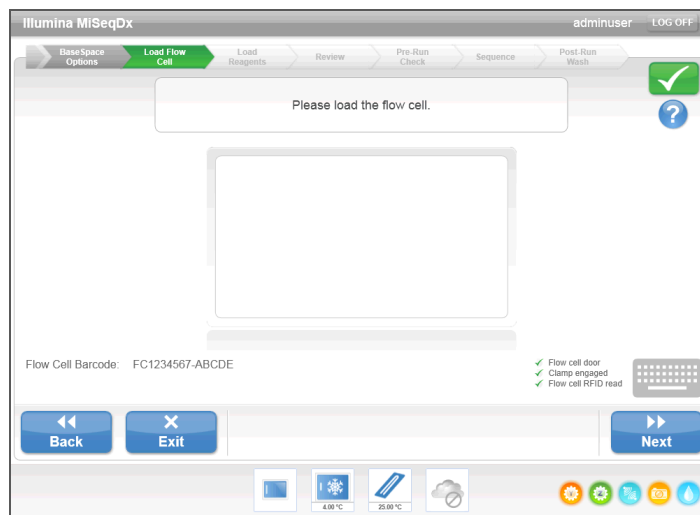 Illumina MiSeqDx
adminuser
LOG OFF
BaseSpace
Options
Load Flow
Cell
Load
Reagents
Review
Pre-Run
Check
Sequence
Post-Run
Wash
Please load the flow cell.
?
Flow Cell Barcode: FC1234567-ABCDE
Flow cell door
Clamp engaged
Flow cell RFID read
Back
Exit
Next
4.00 °C
25.00 °C